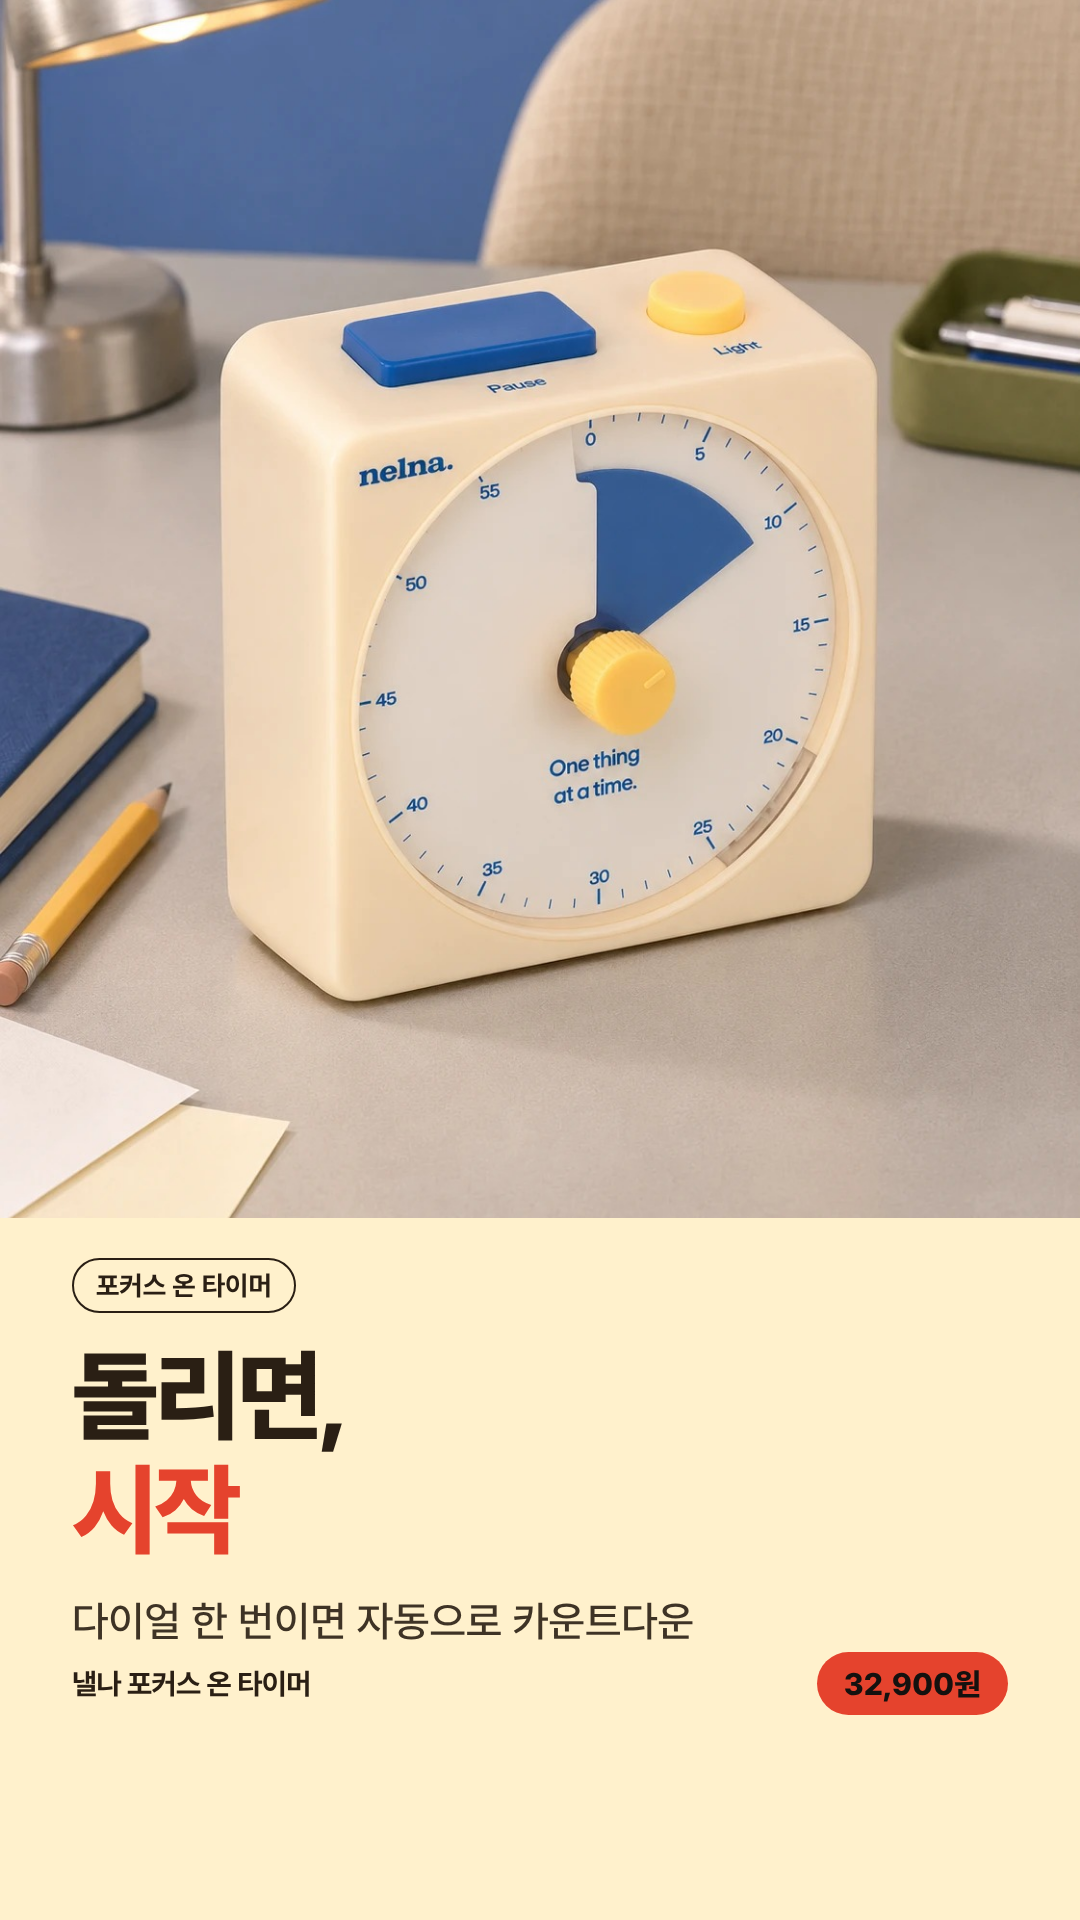 Pause
Light
nelna.
0
5
10
15
20
25
30
35
40
45
50
55
One thing
at a time.
포커스 온 타이머
돌리면,
시작
다이얼 한 번이면 자동으로 카운트다운
낼나 포커스 온 타이머
32,900원